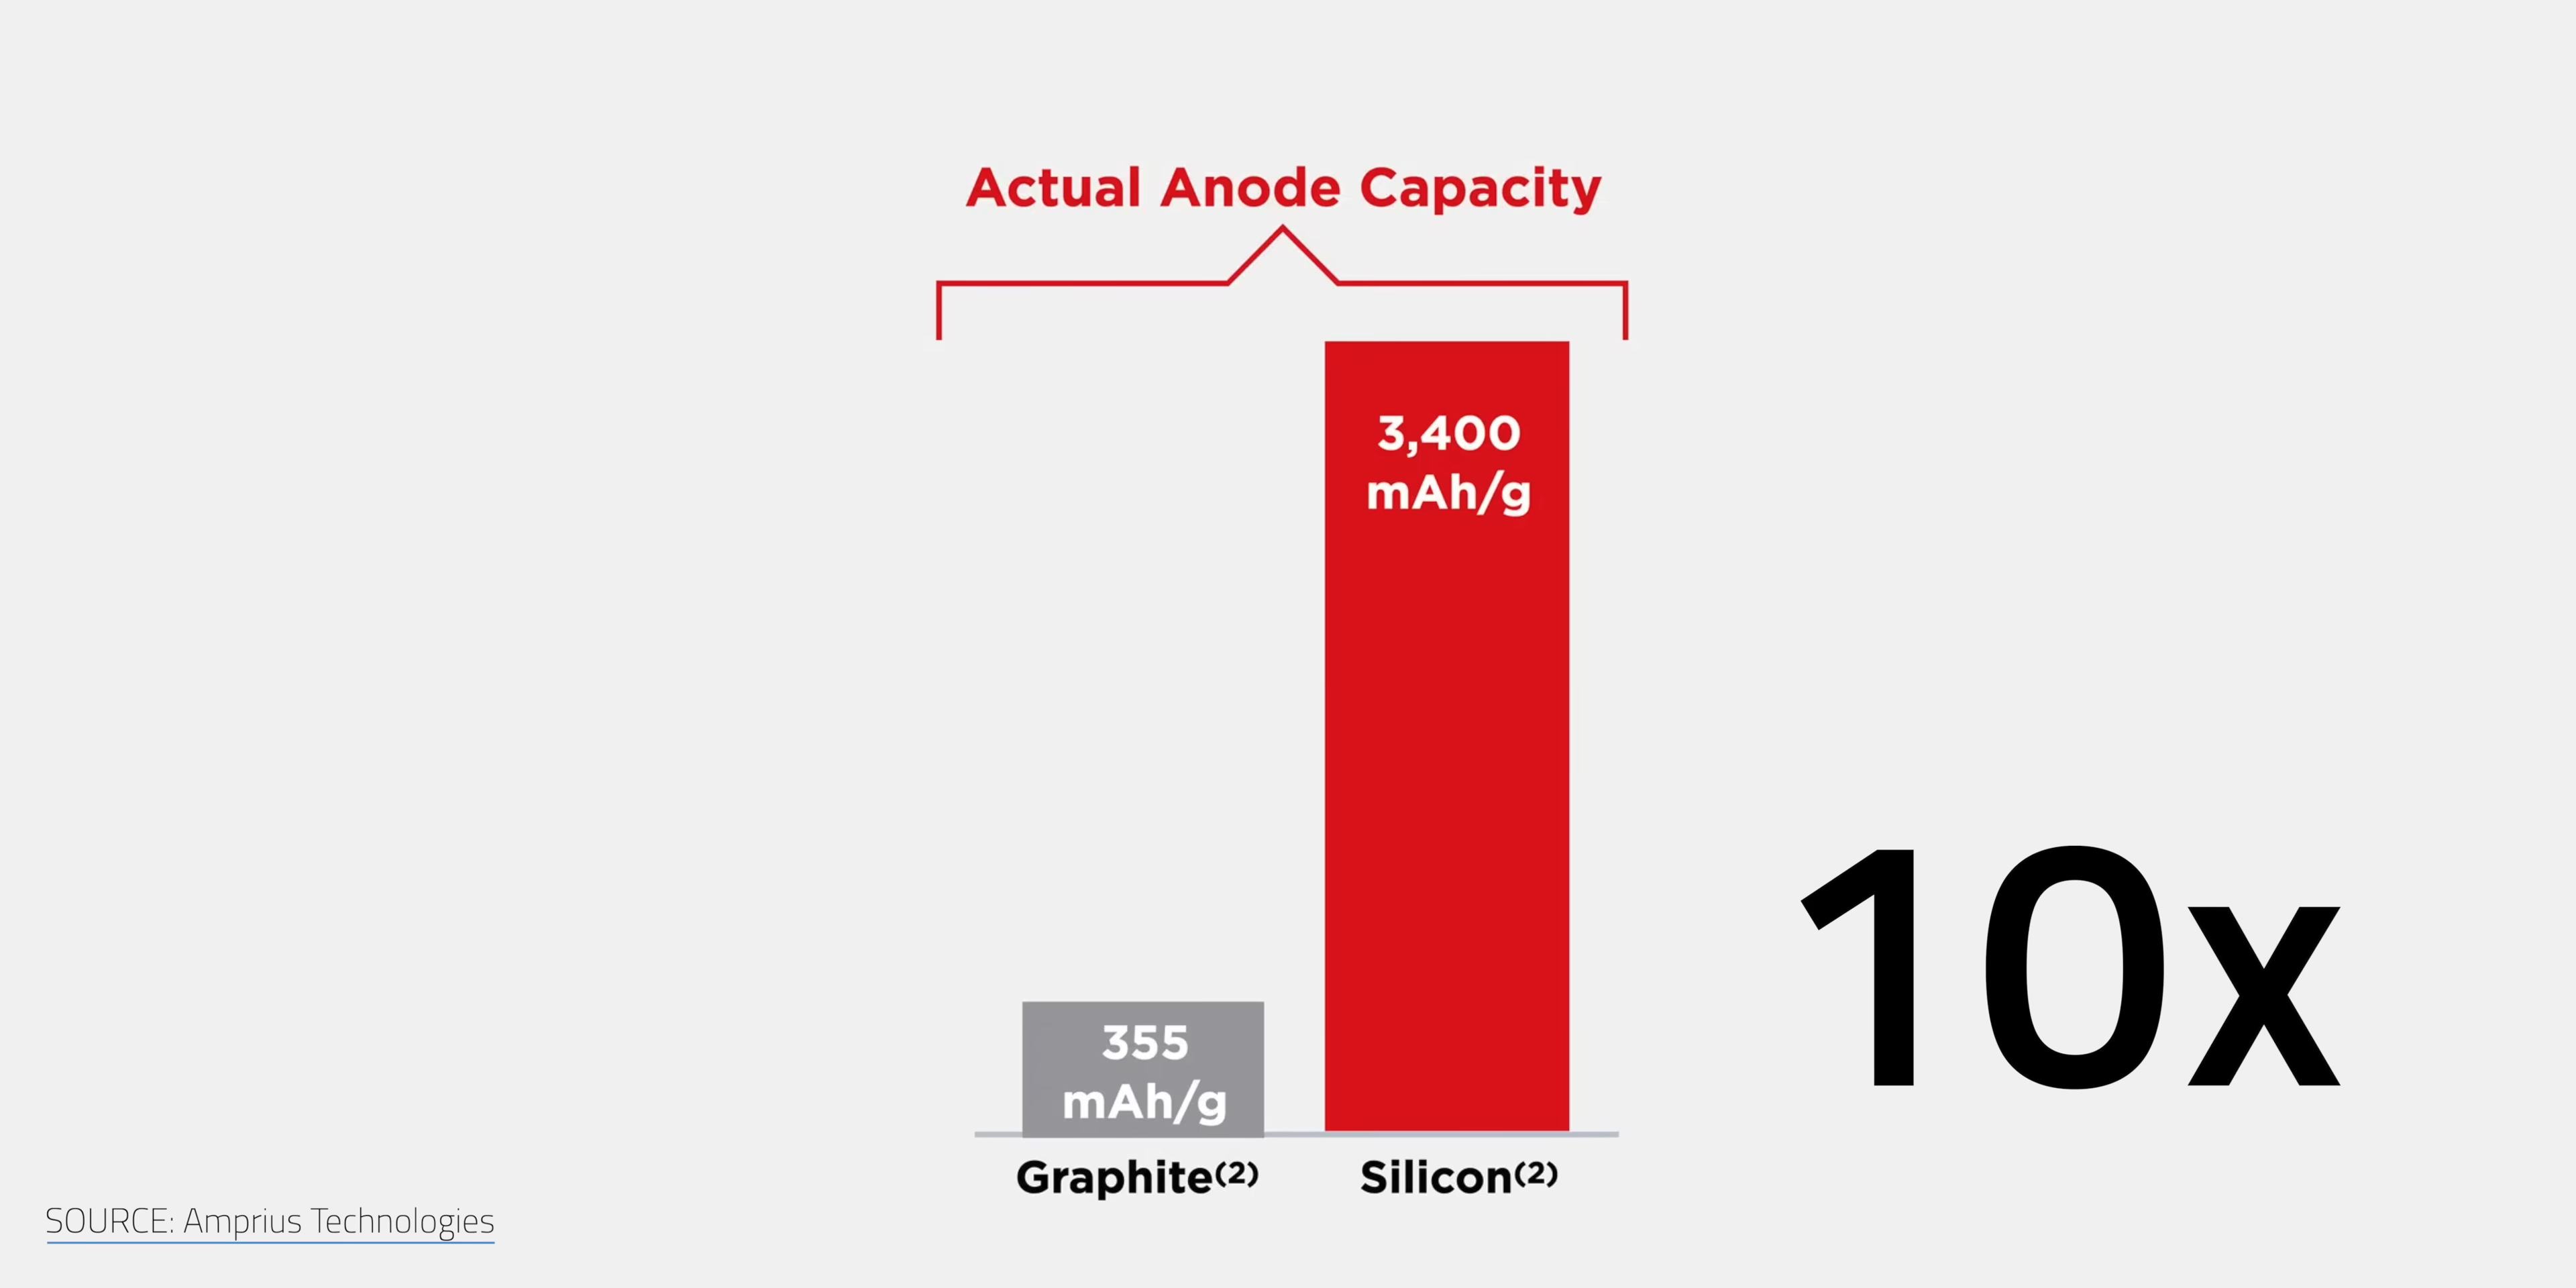 Actual Anode Capacity
3,400
mAh/g
355
mAh/g
10x
Graphite(2)
Silicon(2)
SOURCE: Amprius Technologies